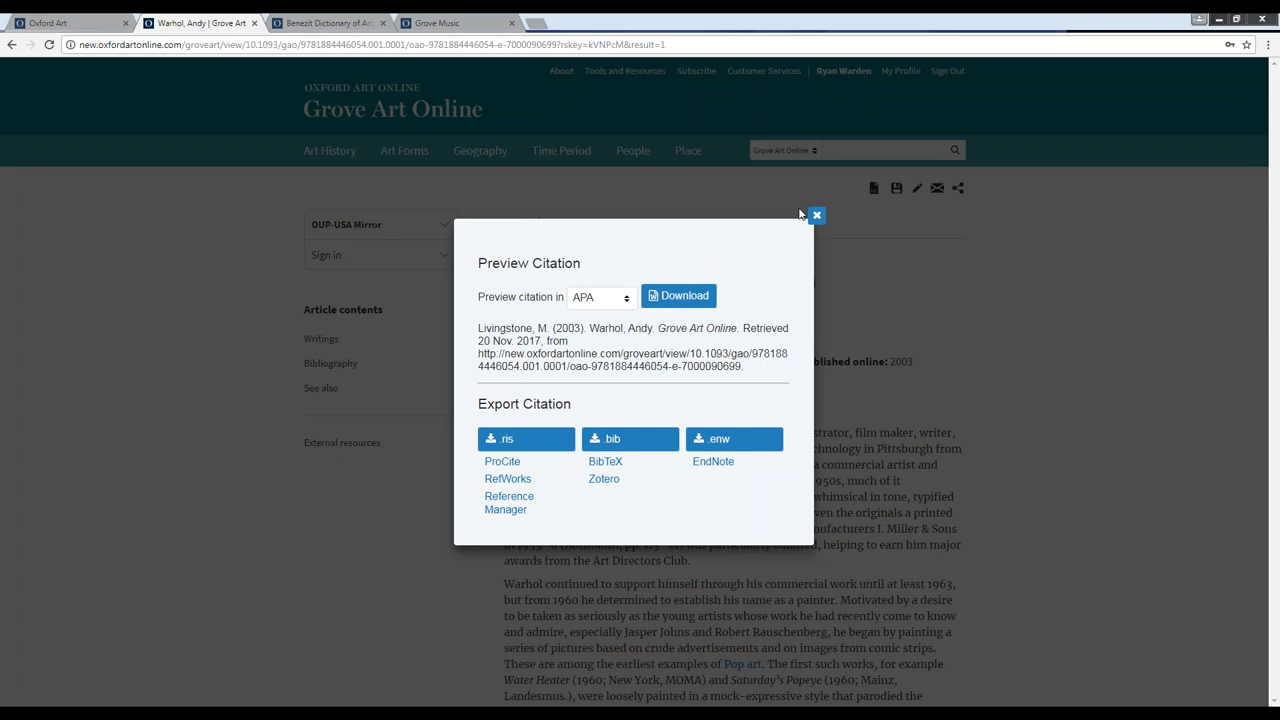 Oxford Art
Warhol, Andy | Grove Art
Benezit Dictionary of Art
Grove Music
new.oxfordartonline.com/groveart/view/10.1093/gao/9781884446054.001.0001/oao-9781884446054-e-7000090699?rskey=kVNPcM&result=1
About Tools and Resources Subscribe Customer Services | Ryan Warden My Profile Sign Out
OXFORD ART ONLINE
Grove Art Online
Art History Art Forms Geography Time Period People Place
Grove Art Online
OUP-USA Mirror
Sign in
Article contents
Writings
Bibliography
See also
External resources
Preview Citation
Preview citation in APA Download
Livingstone, M. (2003). Warhol, Andy. Grove Art Online. Retrieved
20 Nov. 2017, from
http://new.oxfordartonline.com/groveart/view/10.1093/gao/978188
4446054.001.0001/oao-9781884446054-e-7000090699.
Export Citation
.ris .bib .enw
ProCite BibTeX EndNote
RefWorks Zotero
Reference
Manager
blished online: 2003
strator, film maker, writer,
chnology in Pittsburgh from
a commercial artist and
950s, much of it
whimsical in tone, typified
ven the originals a printed
nufacturers I. Miller & Sons
, helping to earn him major
awards from the Art Directors Club.
Warhol continued to support himself through his commercial work until at least 1963,
but from 1960 he determined to establish his name as a painter. Motivated by a desire
to be taken as seriously as the young artists whose work he had recently come to know
and admire, especially Jasper Johns and Robert Rauschenberg, he began by painting a
series of pictures based on crude advertisements and on images from comic strips.
These are among the earliest examples of Pop art. The first such works, for example
Water Heater (1960; New York, MOMA) and Saturday's Popeye (1960; Mainz,
Landesmus.), were loosely painted in a mock-expressive style that parodied the